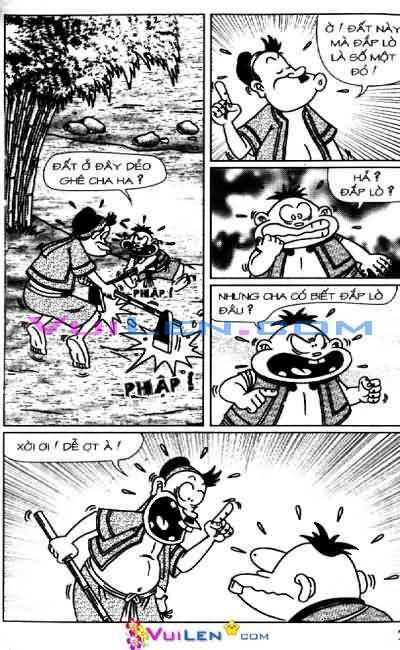 ĐẤT Ở ĐÂY DẺO
GHÊ CHA HẠ ?
PHẬP !
PHẬP !
Ờ ! ĐẤT NÀY
MÀ ĐẮP LÒ
LÀ SỐ MỘT
ĐÓ !
HẢ ?
ĐẮP LÒ ?
NHƯNG CHA CÓ BIẾT ĐẮP LÒ
ĐÂU ?
VUILEN.COM
XỜI ƠI ! DỄ ỢT À !
VUILEN.COM